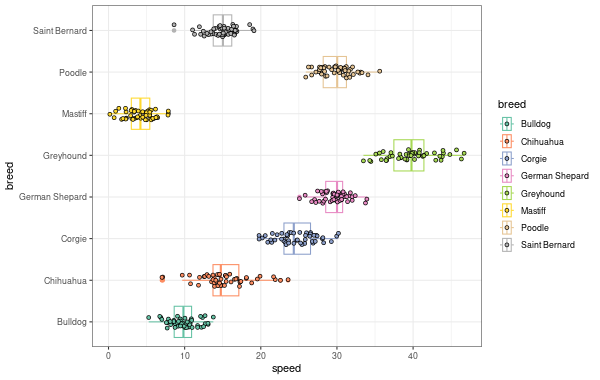 Saint Bernard
Poodle
Mastiff
Greyhound
German Shepard
Corgie
Chihuahua
Bulldog
breed
0 10 20 30 40
speed
breed
Bulldog
Chihuahua
Corgie
German Shepard
Greyhound
Mastiff
Poodle
Saint Bernard